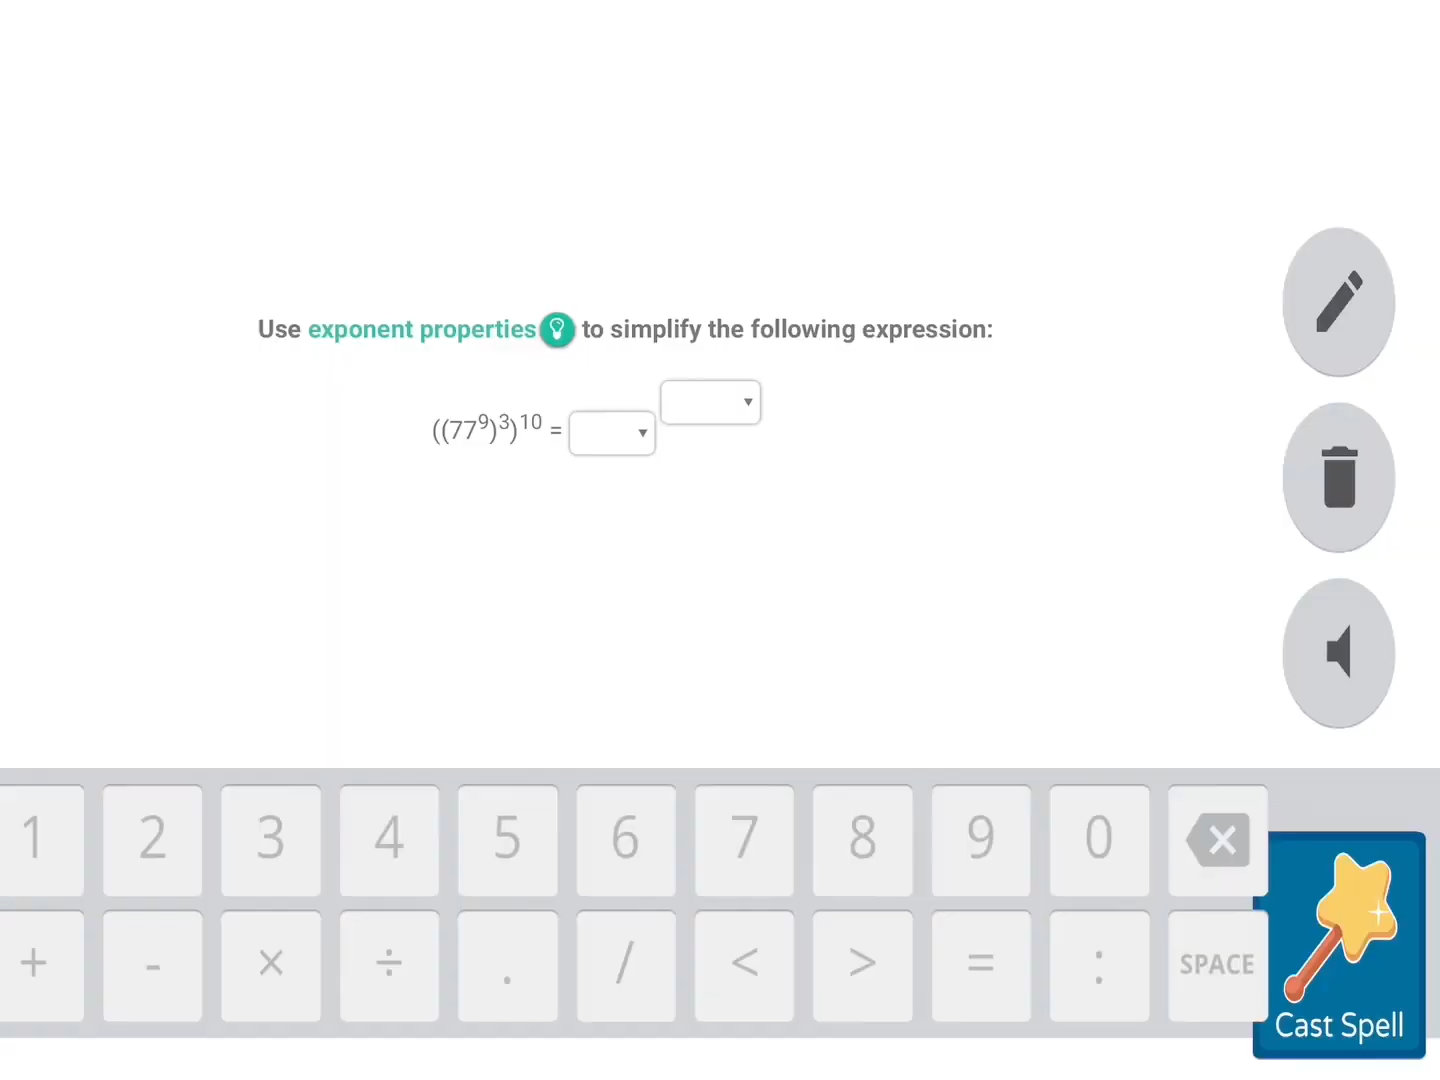 Use exponent properties to simplify the following expression:
((77⁹)³)¹⁰ =
1 2 3 4 5 6 7 8 9 0
+ - × ÷ . / < > = : SPACE
Cast Spell